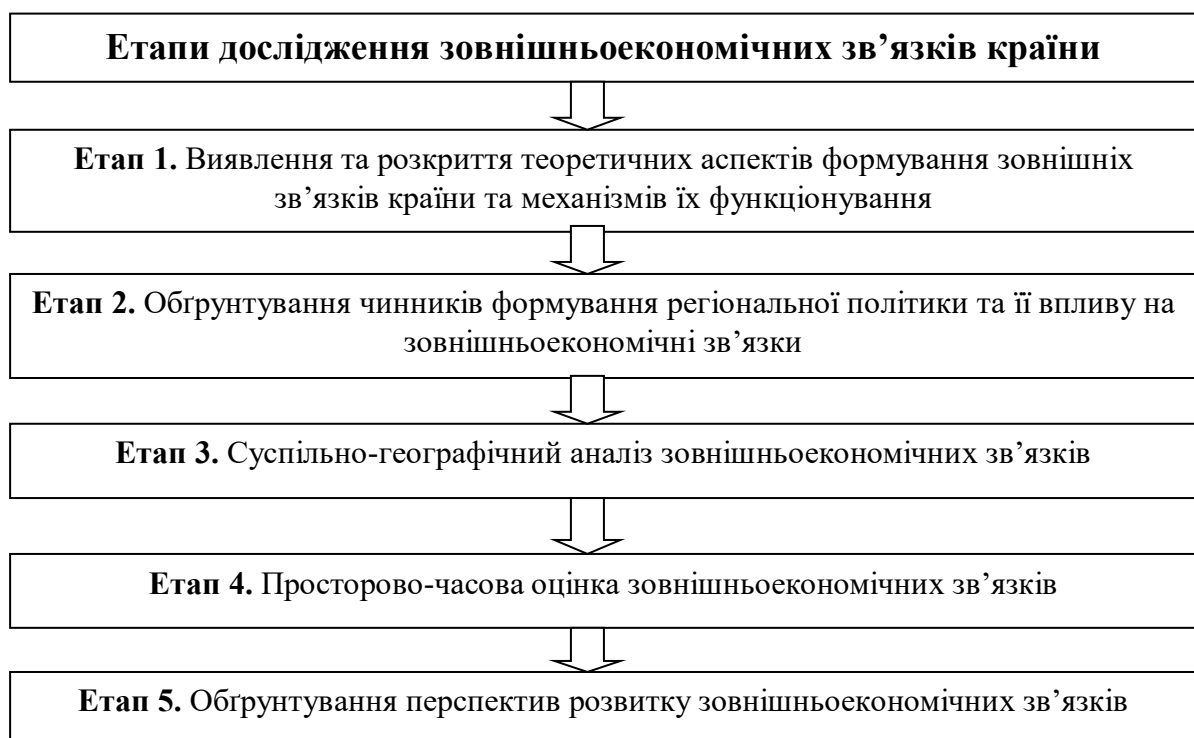 Етапи дослідження зовнішньоекономічних зв’язків країни
Етап 1. Виявлення та розкриття теоретичних аспектів формування зовнішніх
зв’язків країни та механізмів їх функціонування
Етап 2. Обґрунтування чинників формування регіональної політики та її впливу на
зовнішньоекономічні зв’язки
Етап 3. Суспільно-географічний аналіз зовнішньоекономічних зв’язків
Етап 4. Просторово-часова оцінка зовнішньоекономічних зв’язків
Етап 5. Обґрунтування перспектив розвитку зовнішньоекономічних зв’язків